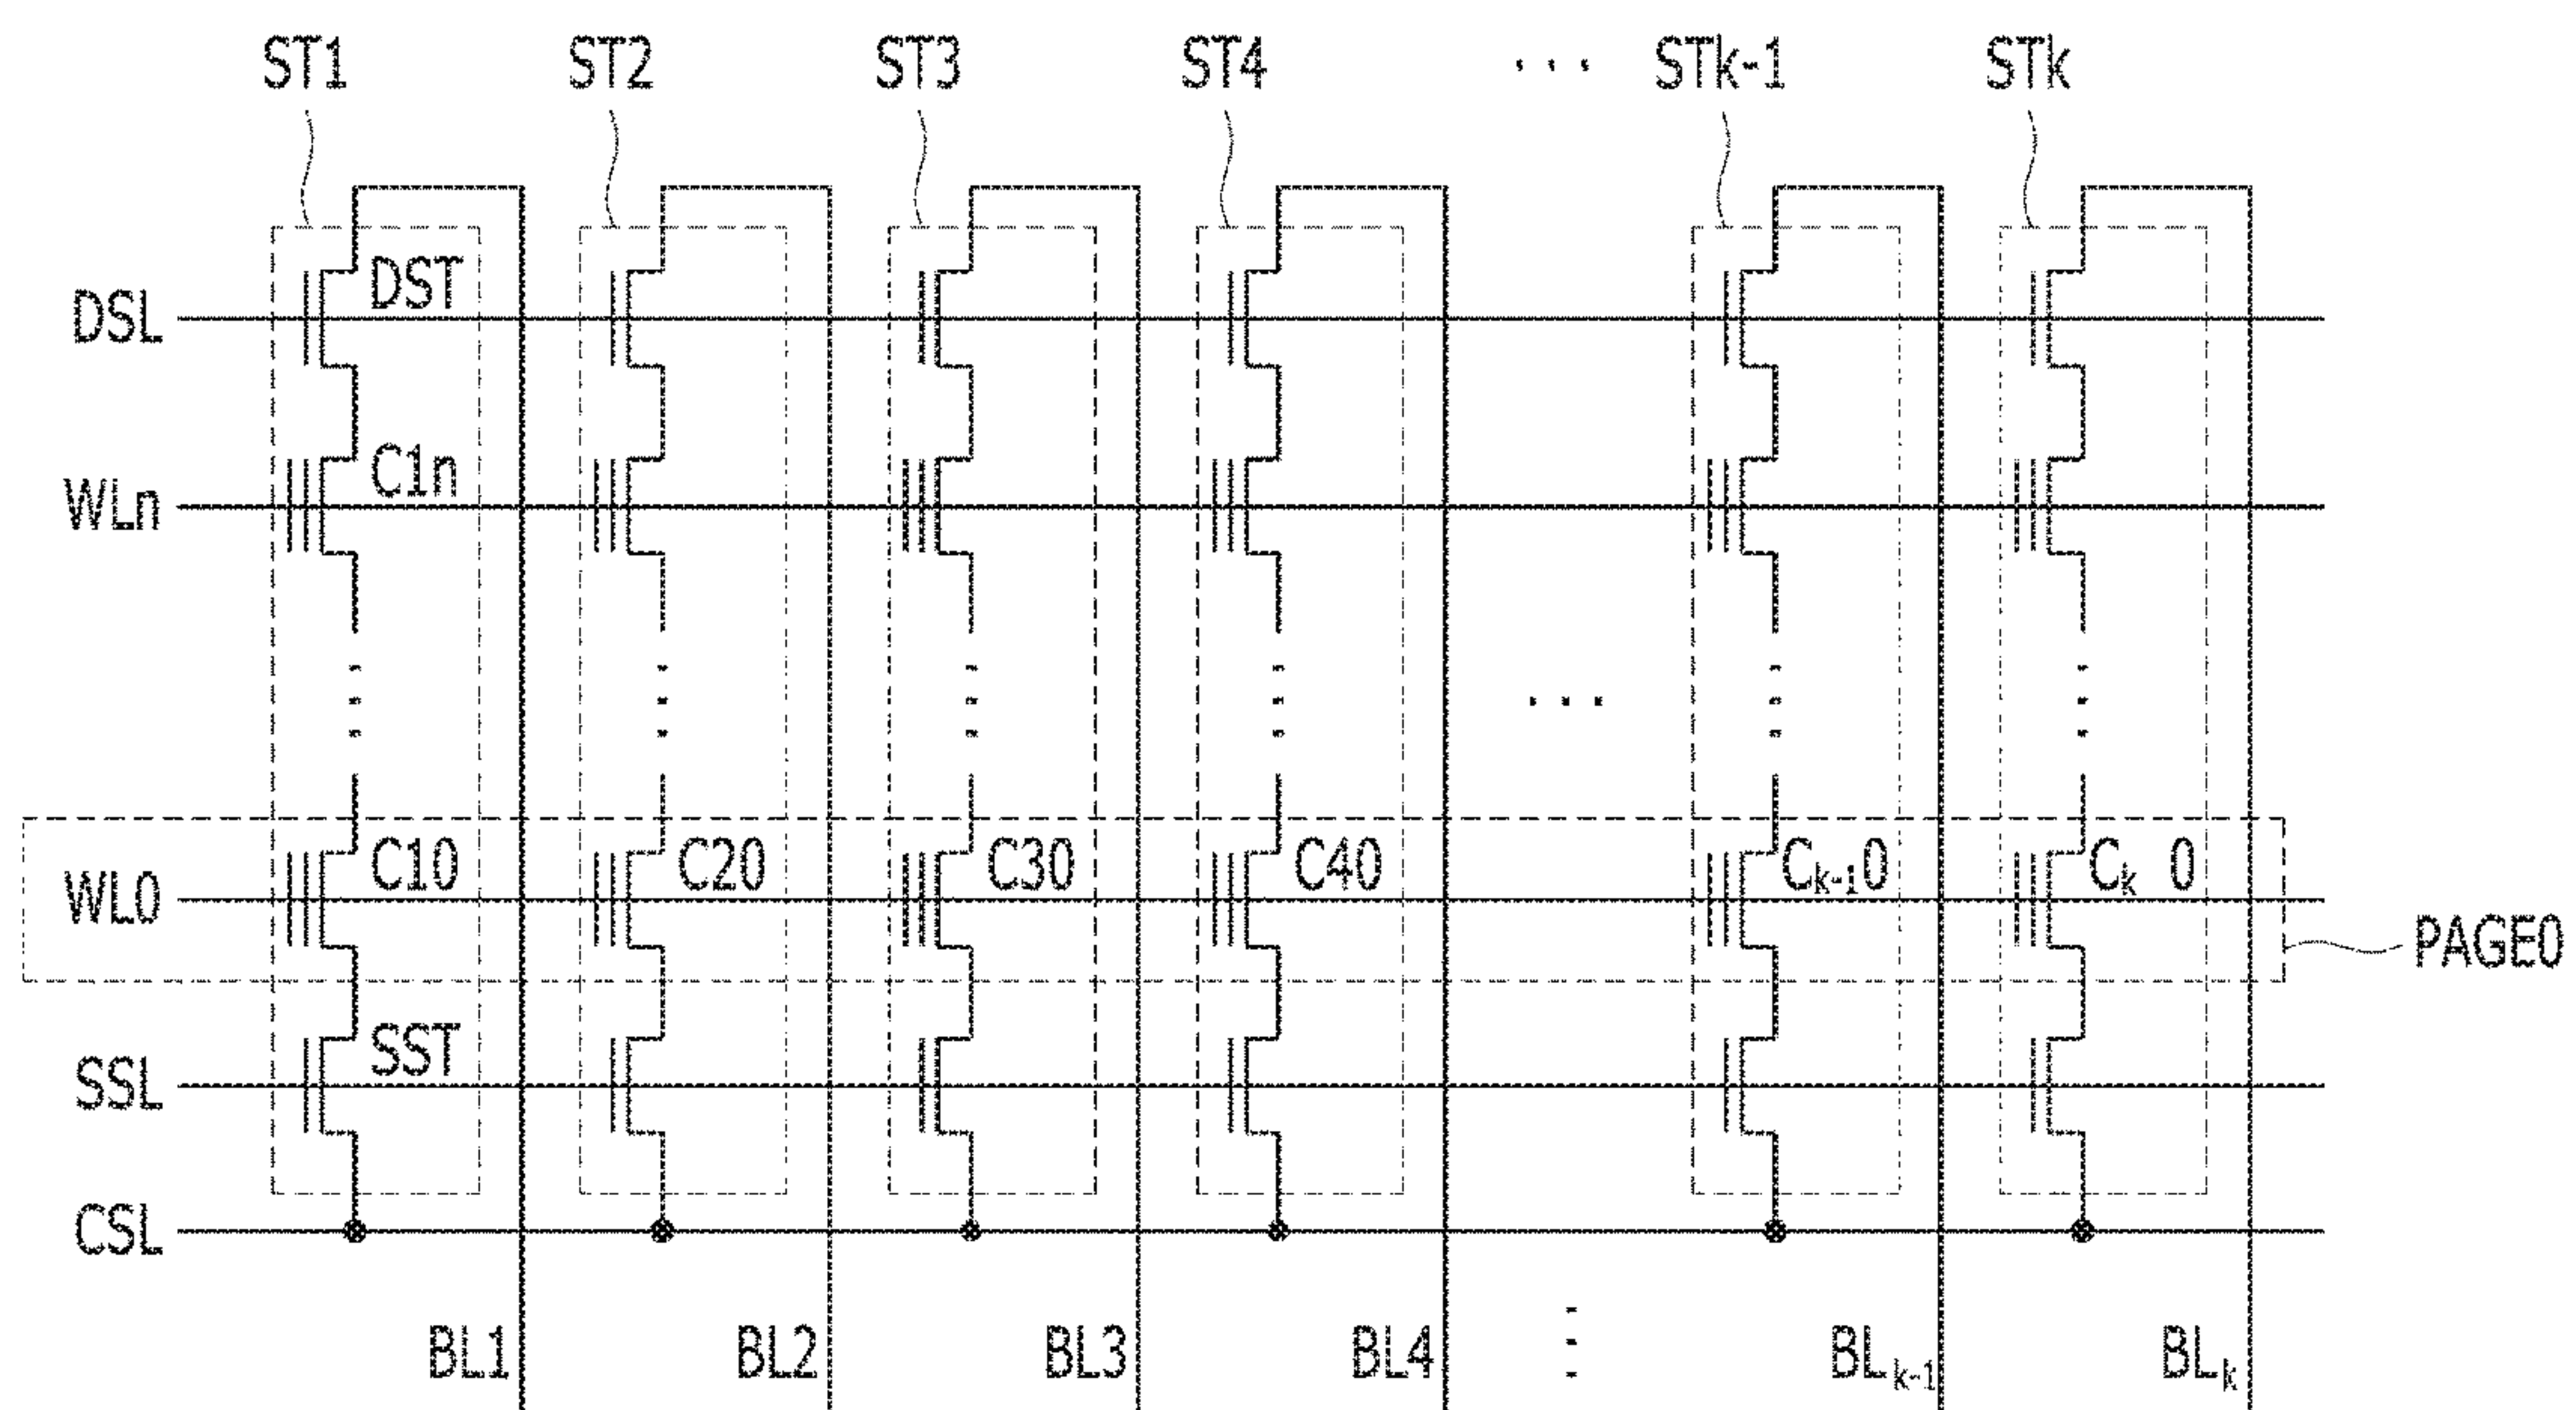 ST1 ST2 ST3 ST4 ... STk-1 STk
DSL DST
WLn C1n
...
WL0 C10 C20 C30 C40 Ck-10 Ck 0
PAGE0
SSL SST
CSL
BL1 BL2 BL3 BL4 BLk-1 BLk